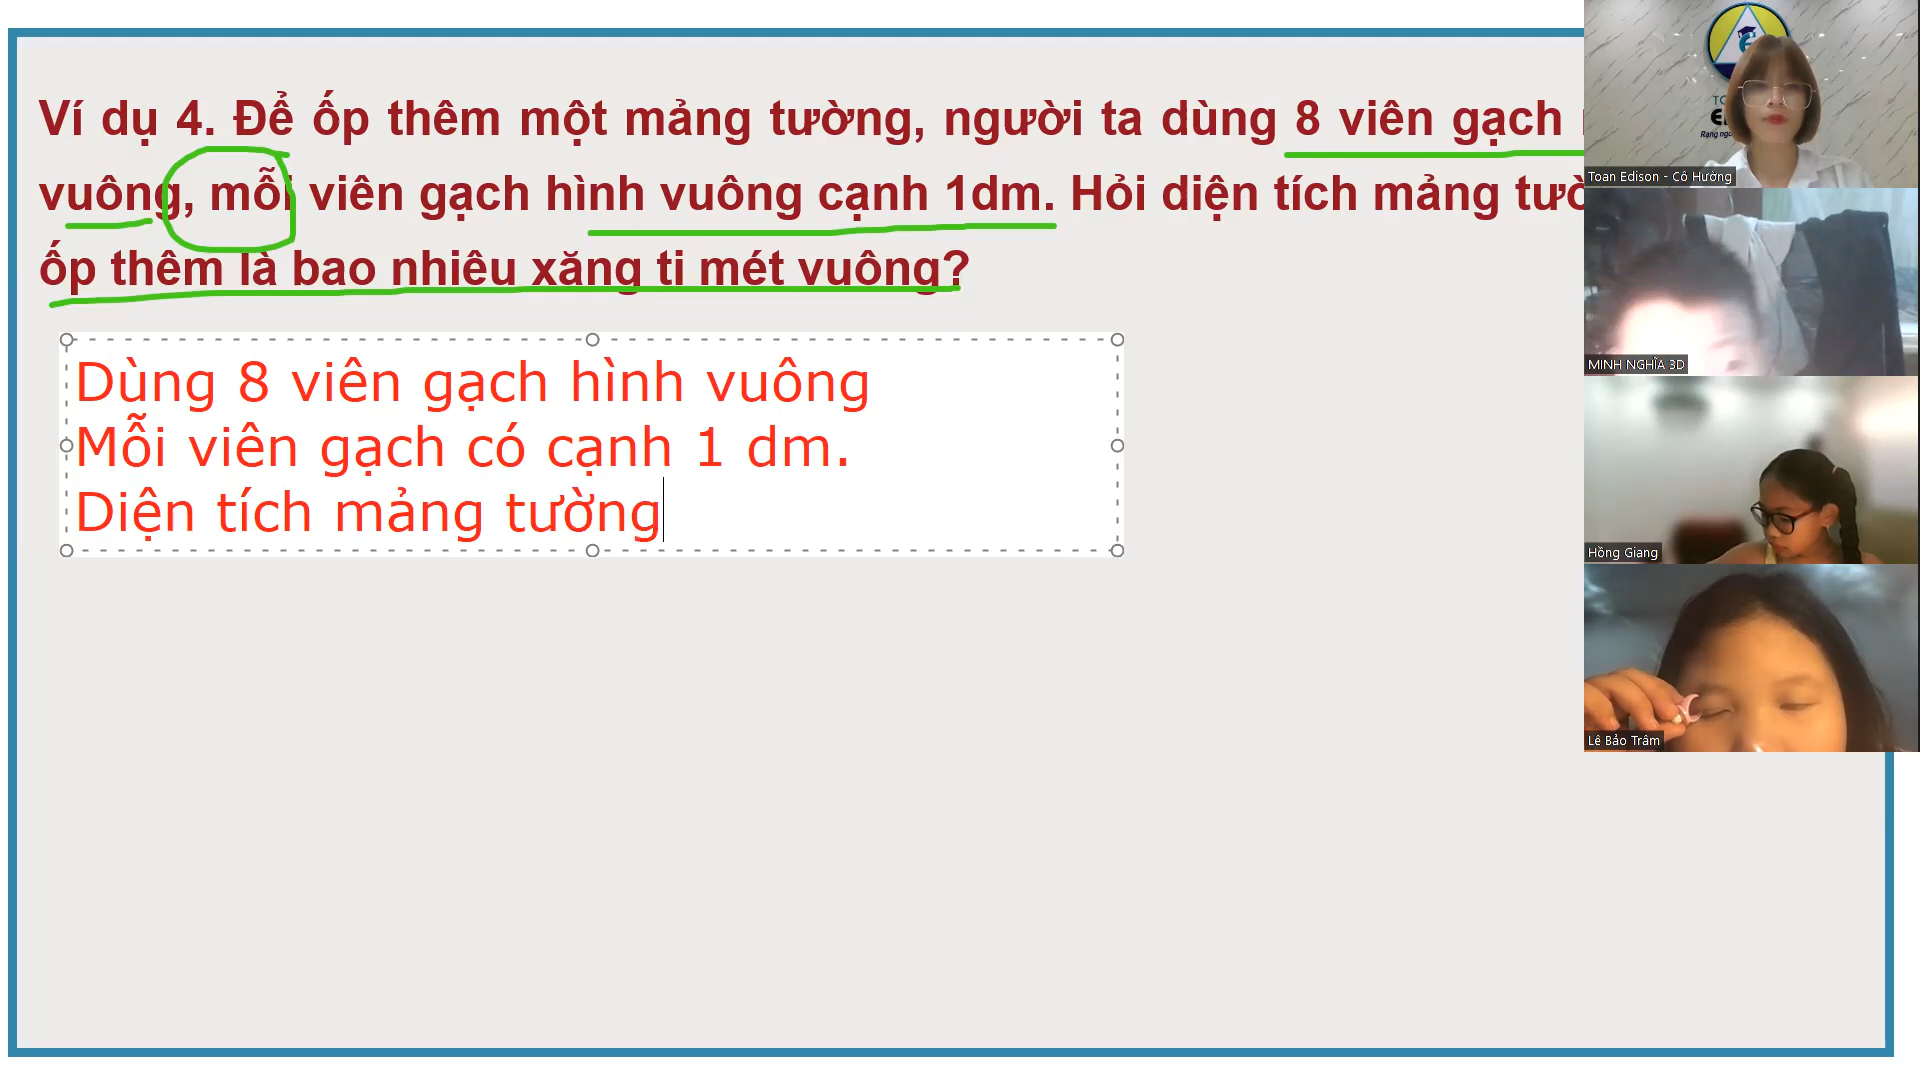 Ví dụ 4. Để ốp thêm một mảng tường, người ta dùng 8 viên gạch
vuông, mỗi viên gạch hình vuông cạnh 1dm. Hỏi diện tích mảng
ốp thêm là bao nhiêu xăng ti mét vuông?
Dùng 8 viên gạch hình vuông
Mỗi viên gạch có cạnh 1 dm.
Diện tích mảng tường
Toan Edison - Cô Hường
MINH NGHĨA 3D
Hồng Giang
Lê Bảo Trâm